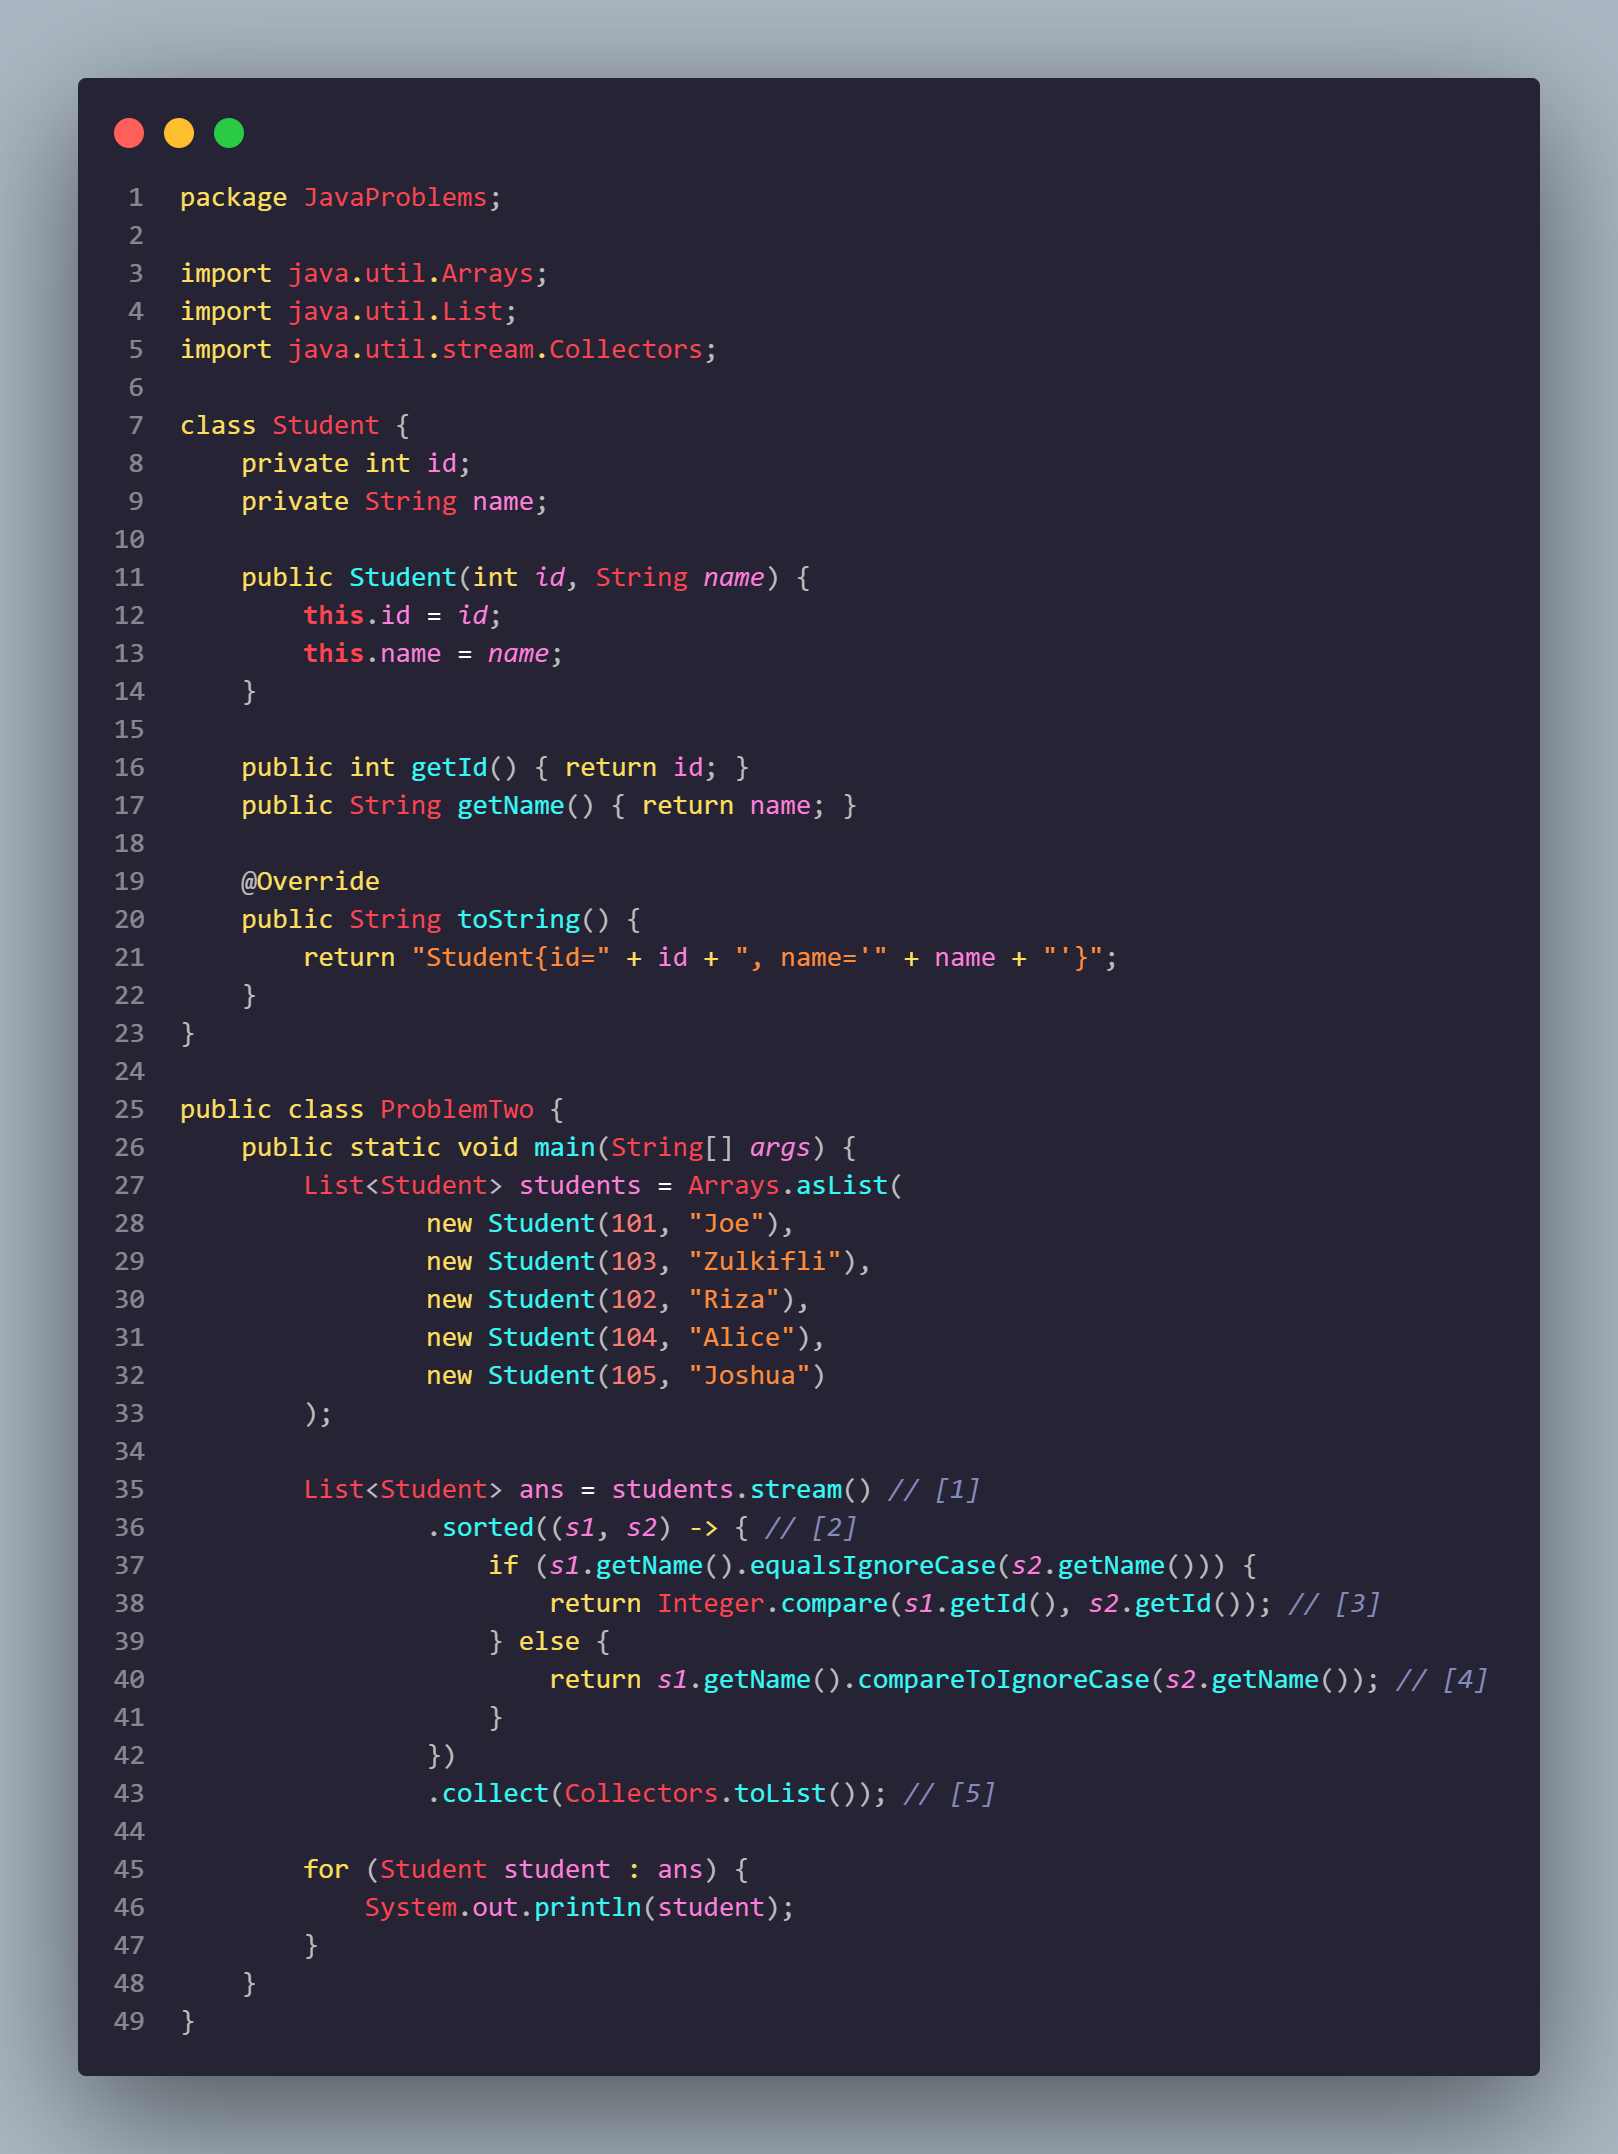 1 package JavaProblems;
2
3 import java.util.Arrays;
4 import java.util.List;
5 import java.util.stream.Collectors;
6
7 class Student {
8     private int id;
9     private String name;
10
11     public Student(int id, String name) {
12         this.id = id;
13         this.name = name;
14     }
15
16     public int getId() { return id; }
17     public String getName() { return name; }
18
19     @Override
20     public String toString() {
21         return "Student{id=" + id + ", name='" + name + "'}";
22     }
23 }
24
25 public class ProblemTwo {
26     public static void main(String[] args) {
27         List<Student> students = Arrays.asList(
28                 new Student(101, "Joe"),
29                 new Student(103, "Zulkifli"),
30                 new Student(102, "Riza"),
31                 new Student(104, "Alice"),
32                 new Student(105, "Joshua")
33         );
34
35         List<Student> ans = students.stream() // [1]
36                 .sorted((s1, s2) -> { // [2]
37                     if (s1.getName().equalsIgnoreCase(s2.getName())) {
38                         return Integer.compare(s1.getId(), s2.getId()); // [3]
39                     } else {
40                         return s1.getName().compareToIgnoreCase(s2.getName()); // [4]
41                     }
42                 })
43                 .collect(Collectors.toList()); // [5]
44
45         for (Student student : ans) {
46             System.out.println(student);
47         }
48     }
49 }